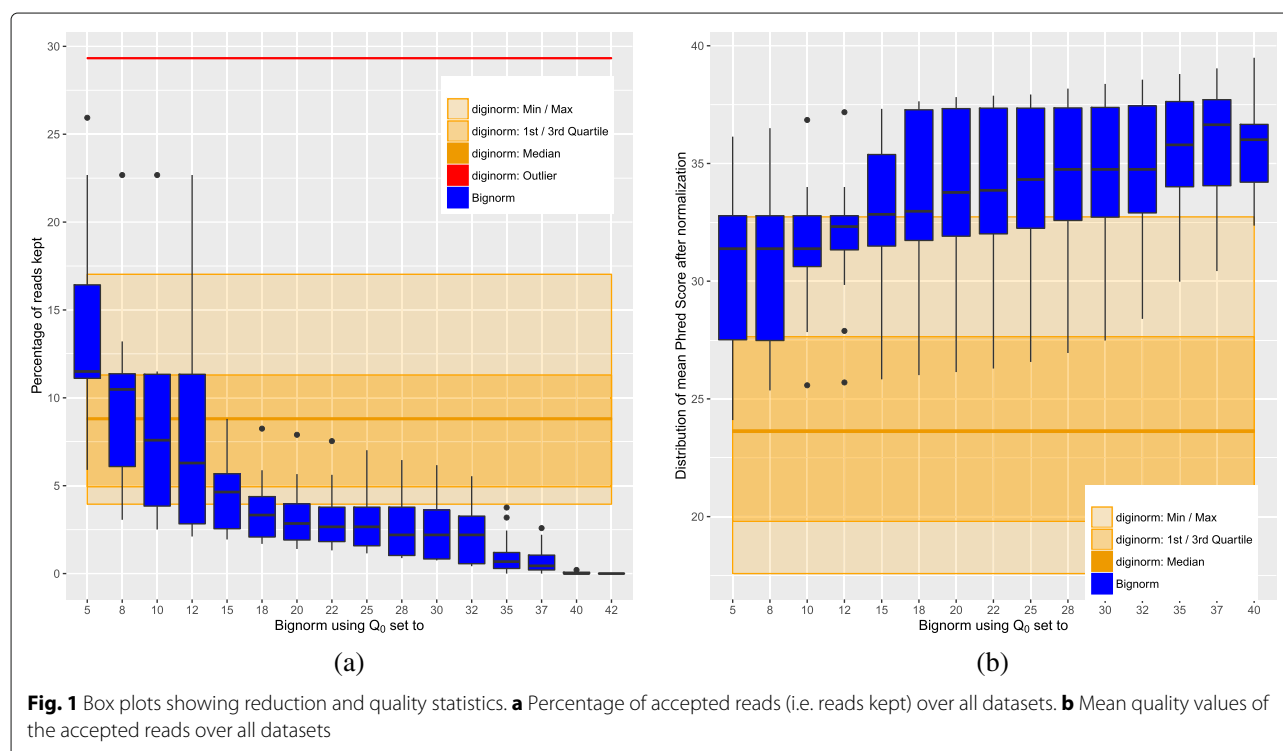 30
25
20
15
10
5
0
Percentage of reads kept
diginorm: Min / Max
diginorm: 1st / 3rd Quartile
diginorm: Median
diginorm: Outlier
Bignorm
5 8 10 12 15 18 20 22 25 28 30 32 35 37 40 42
Bignorm using Q0 set to
(a)
40
35
30
25
20
Distribution of mean Phred Score after normalization
diginorm: Min / Max
diginorm: 1st / 3rd Quartile
diginorm: Median
Bignorm
5 8 10 12 15 18 20 22 25 28 30 32 35 37 40
Bignorm using Q0 set to
(b)
Fig. 1 Box plots showing reduction and quality statistics. a Percentage of accepted reads (i.e. reads kept) over all datasets. b Mean quality values of
the accepted reads over all datasets